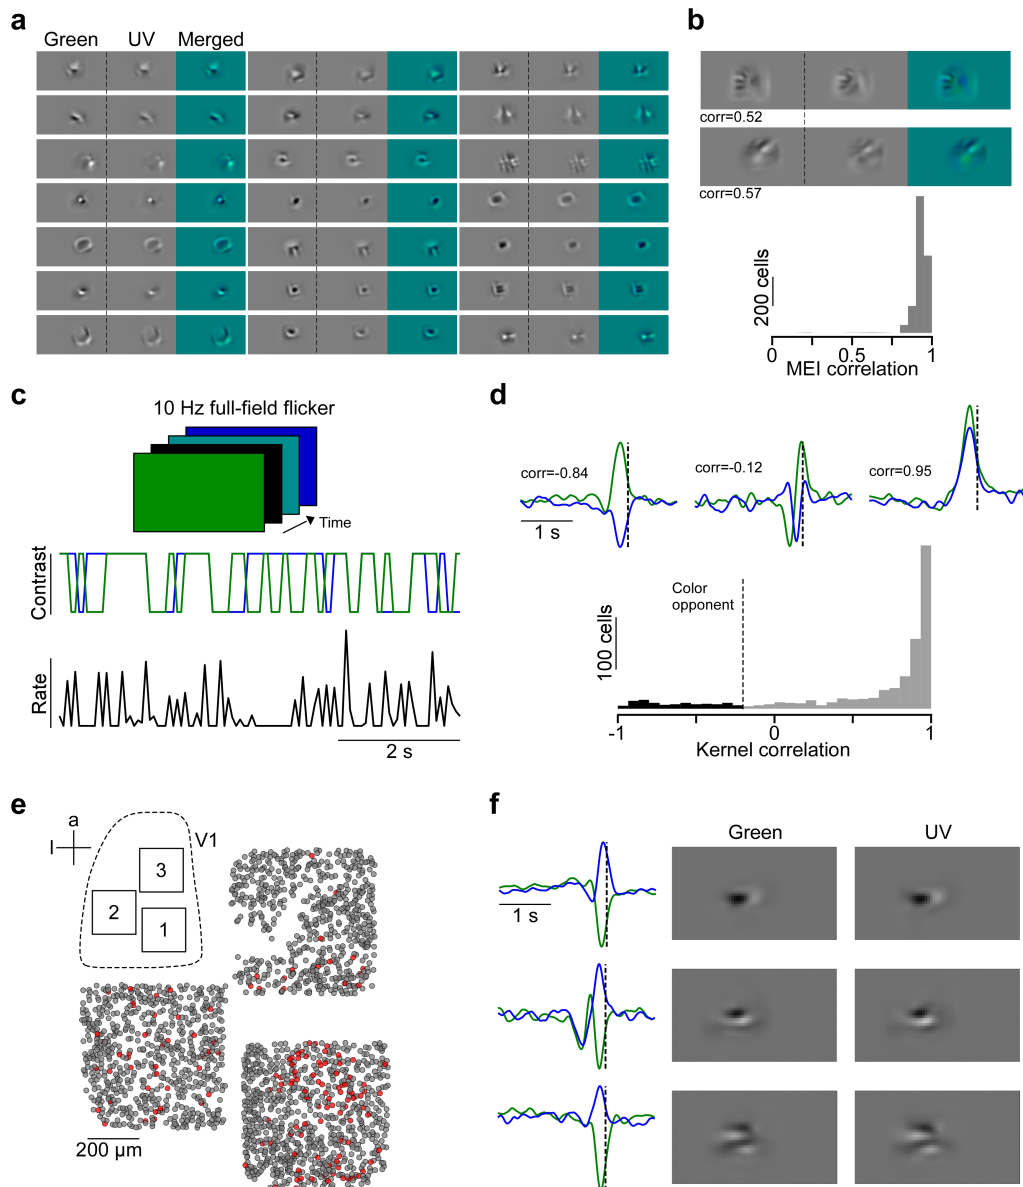 a
Green UV Merged
b
corr=0.52
corr=0.57
200 cells
0 0.5 1
MEI correlation
c
10 Hz full-field flicker
Time
Contrast
Rate
2 s
d
corr=-0.84
corr=-0.12
corr=0.95
1 s
Color
opponent
100 cells
-1 0 1
Kernel correlation
e
a
l
V1
3
2
1
200 µm
f
Green UV
1 s